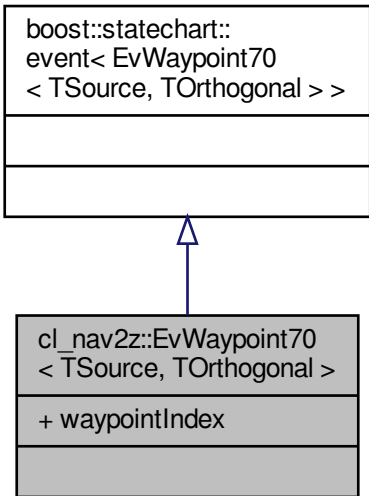 boost::statechart::
event< EvWaypoint70
< TSource, TOrthogonal > >
cl_nav2z::EvWaypoint70
< TSource, TOrthogonal >
+ waypointIndex